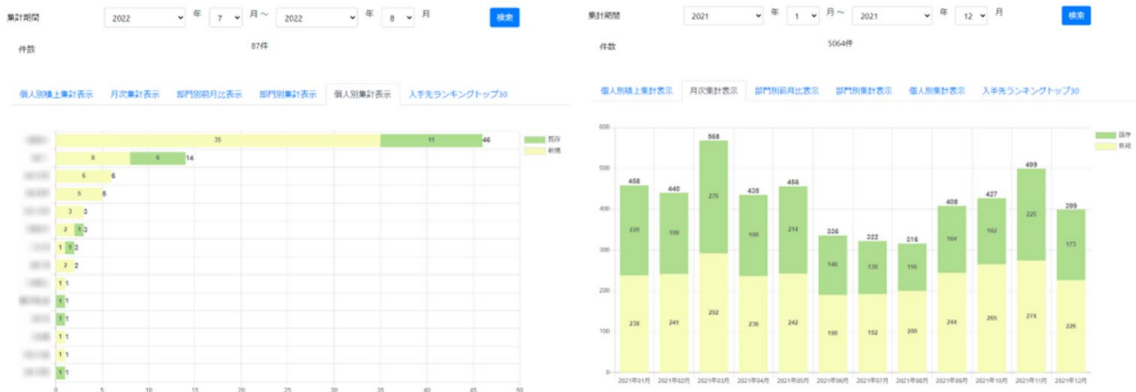 集計期間 2022 年 7 月～ 2022 年 8 月 検索
件数 87件
個人別積上集計表示 月次集計表示 部門別前月比表示 部門別集計表示 個人別集計表示 入手先ランキングトップ30
既存
新規
35 11 46
8 6 14
6 6
5 5
3 3
2 1 3
1 1 2
2 2
1 1
1 1
1 1
1 1
1 1
1 1
0 5 10 15 20 25 30 35 40 45 50
集計期間 2021 年 1 月～ 2021 年 12 月 検索
件数 5064件
個人別積上集計表示 月次集計表示 部門別前月比表示 部門別集計表示 個人別集計表示 入手先ランキングトップ30
既存
新規
600
500
400
300
200
100
0
458 440 568 435 456 336 322 316 408 427 499 399
276 214 146 130 116 164 162 225 173
238 241 292 236 242 190 192 200 244 265 274 226
2021年01月 2021年02月 2021年03月 2021年04月 2021年05月 2021年06月 2021年07月 2021年08月 2021年09月 2021年10月 2021年11月 2021年12月